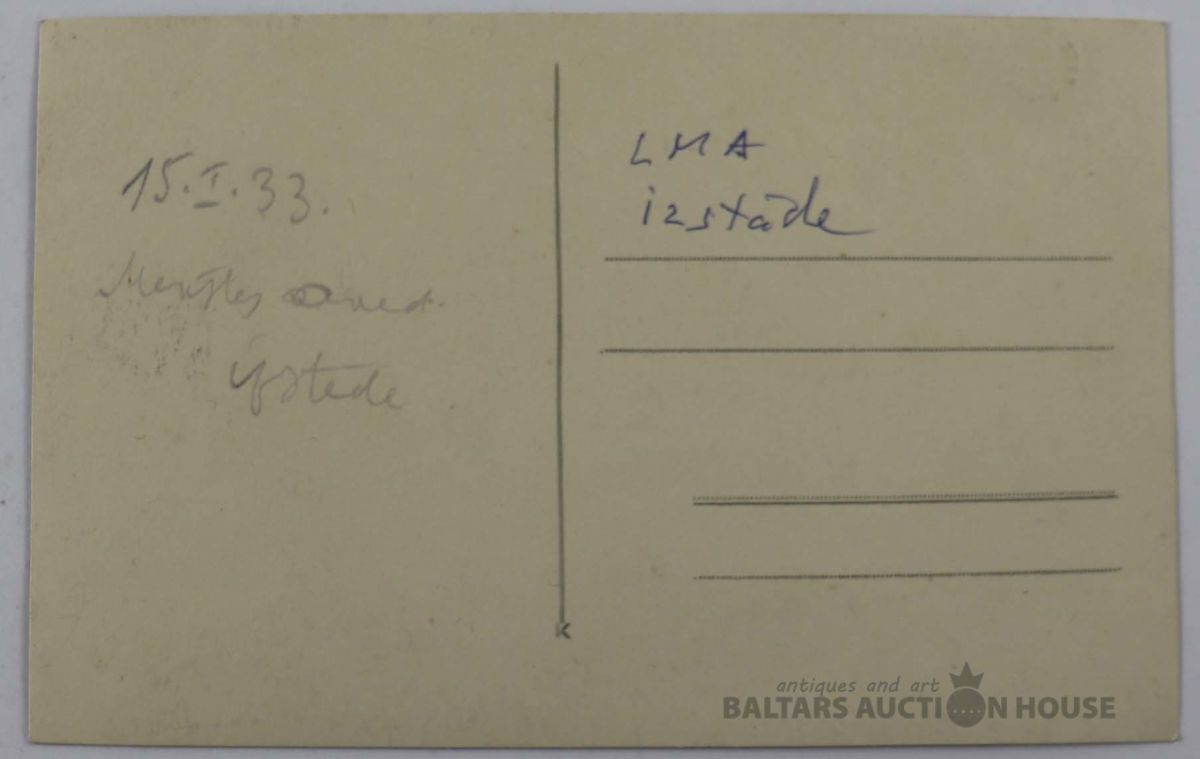 15.I.33.
Mākslas akad.
izstāde
LMA
izstāde
K
antiques and art
BALTARS AUCTION HOUSE